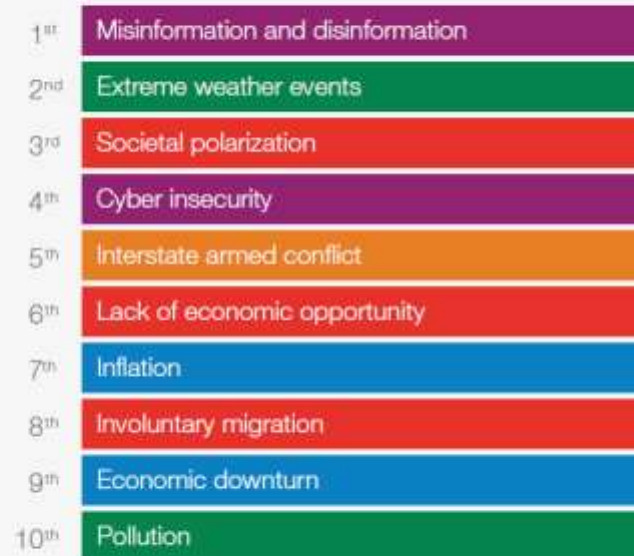 1st Misinformation and disinformation
2nd Extreme weather events
3rd Societal polarization
4th Cyber insecurity
5th Interstate armed conflict
6th Lack of economic opportunity
7th Inflation
8th Involuntary migration
9th Economic downturn
10th Pollution